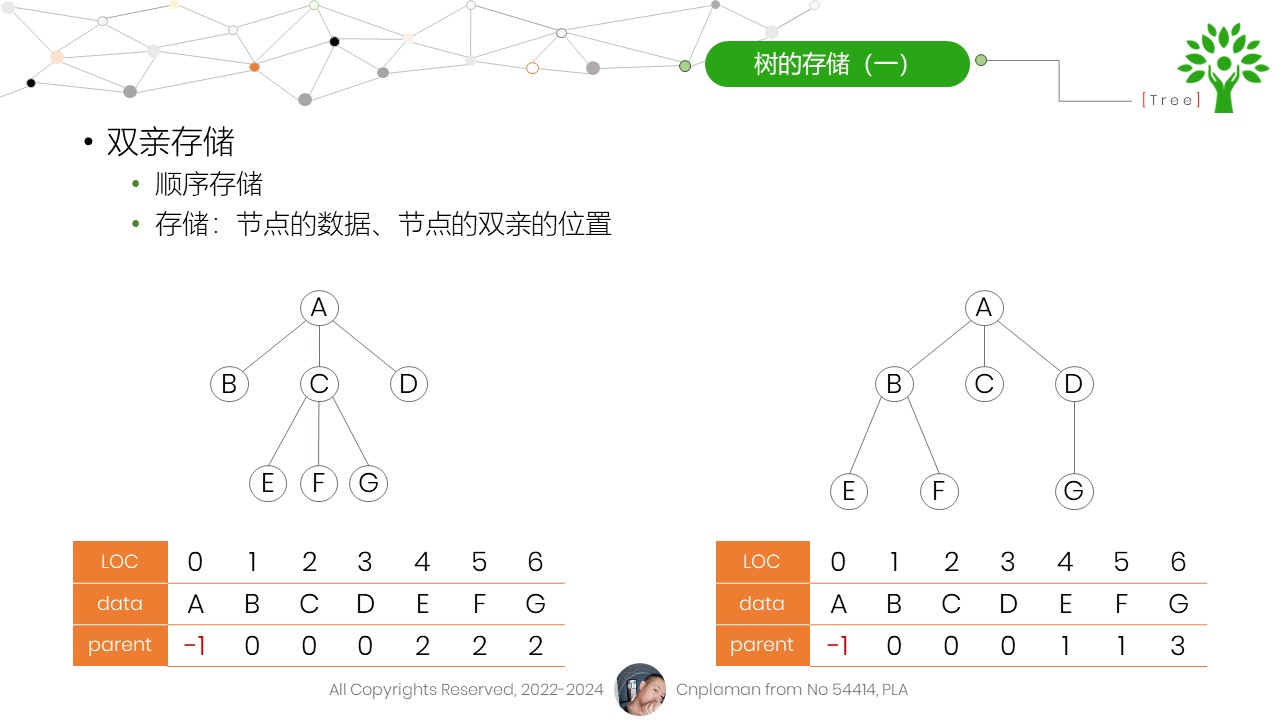 树的存储（一）
[Tree]
• 双亲存储
• 顺序存储
• 存储：节点的数据、节点的双亲的位置
A
B C D
E F G
A
B C D
E F G
LOC 0 1 2 3 4 5 6
data A B C D E F G
parent -1 0 0 0 2 2 2
LOC 0 1 2 3 4 5 6
data A B C D E F G
parent -1 0 0 0 1 1 3
All Copyrights Reserved, 2022-2024 Cnplaman from No 54414, PLA